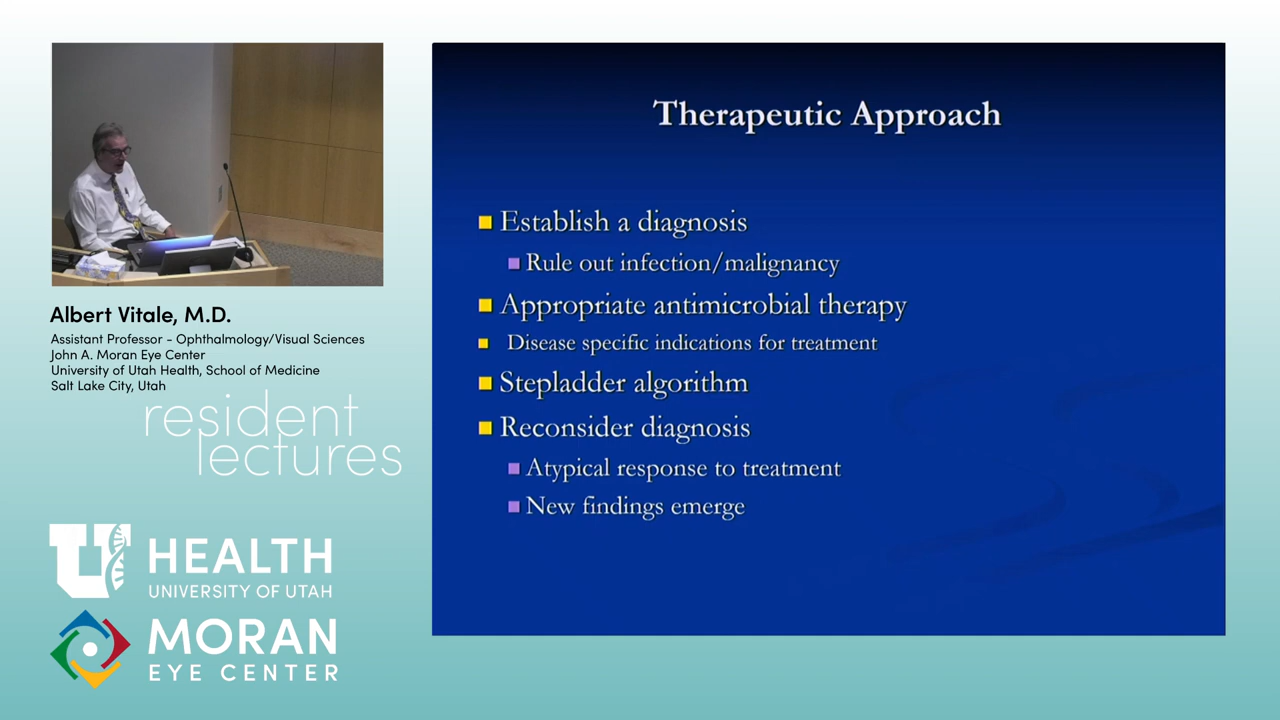 Therapeutic Approach
Establish a diagnosis
Rule out infection/malignancy
Appropriate antimicrobial therapy
Disease specific indications for treatment
Stepladder algorithm
Reconsider diagnosis
Atypical response to treatment
New findings emerge
Albert Vitale, M.D.
Assistant Professor - Ophthalmology/Visual Sciences
John A. Moran Eye Center
University of Utah Health, School of Medicine
Salt Lake City, Utah
resident
lectures
U HEALTH
UNIVERSITY OF UTAH
MORAN
EYE CENTER